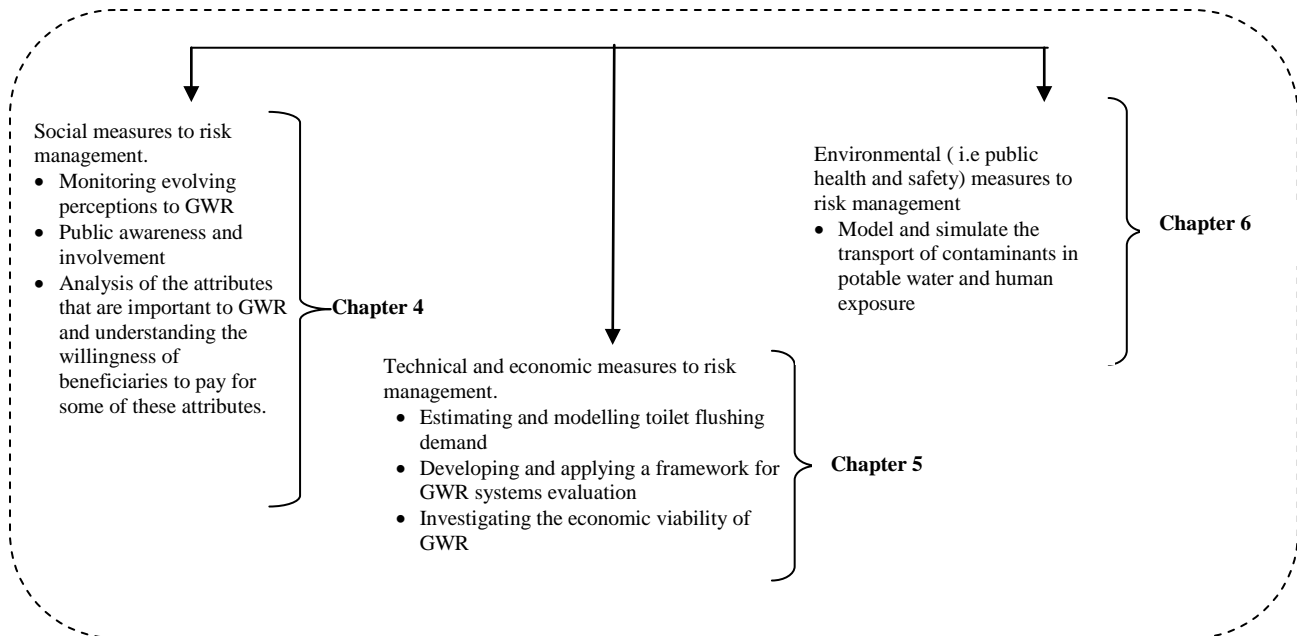 Social measures to risk
management.
• Monitoring evolving
perceptions to GWR
• Public awareness and
involvement
• Analysis of the attributes
that are important to GWR
and understanding the
willingness of
beneficiaries to pay for
some of these attributes.
Chapter 4
Technical and economic measures to risk
management.
• Estimating and modelling toilet flushing
demand
• Developing and applying a framework for
GWR systems evaluation
• Investigating the economic viability of
GWR
Chapter 5
Environmental ( i.e public
health and safety) measures to
risk management
• Model and simulate the
transport of contaminants in
potable water and human
exposure
Chapter 6